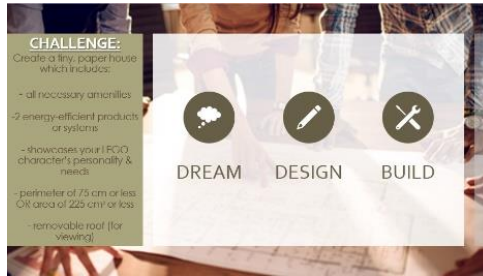 CHALLENGE:
Create a tiny, paper house
which includes:
- all necessary amenities
-2 energy-efficient products
or systems
- showcases your LEGO
character's personality &
needs
- perimeter of 75 cm or less
OR area of 225 cm² or less
- removable roof (for
viewing)
DREAM
DESIGN
BUILD